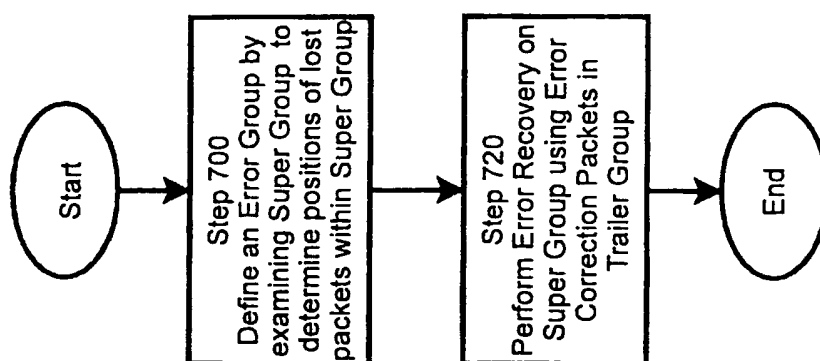 Start
Step 700
Define an Error Group by
examining Super Group to
determine positions of lost
packets within Super Group
Step 720
Perform Error Recovery on
Super Group using Error
Correction Packets in
Trailer Group
End